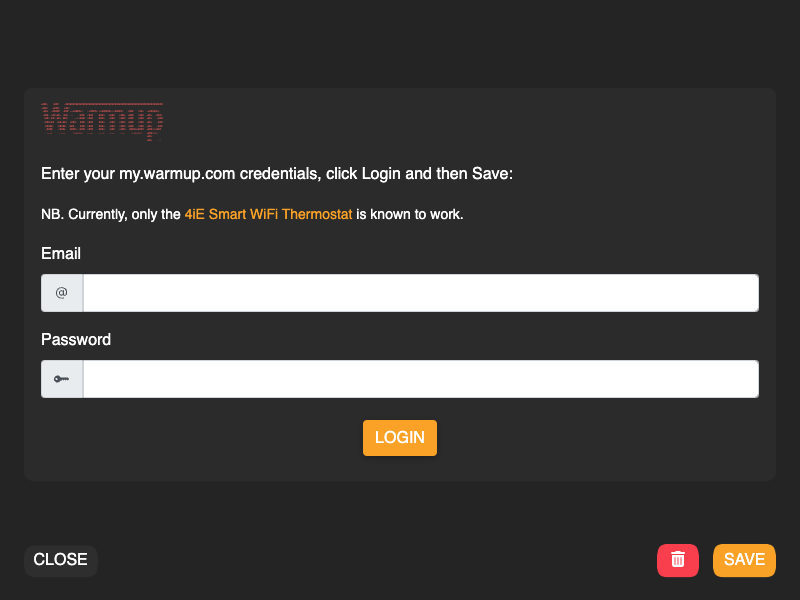 Warmup
Enter your my.warmup.com credentials, click Login and then Save:
NB. Currently, only the 4iE Smart WiFi Thermostat is known to work.
Email
@
Password
LOGIN
CLOSE
SAVE